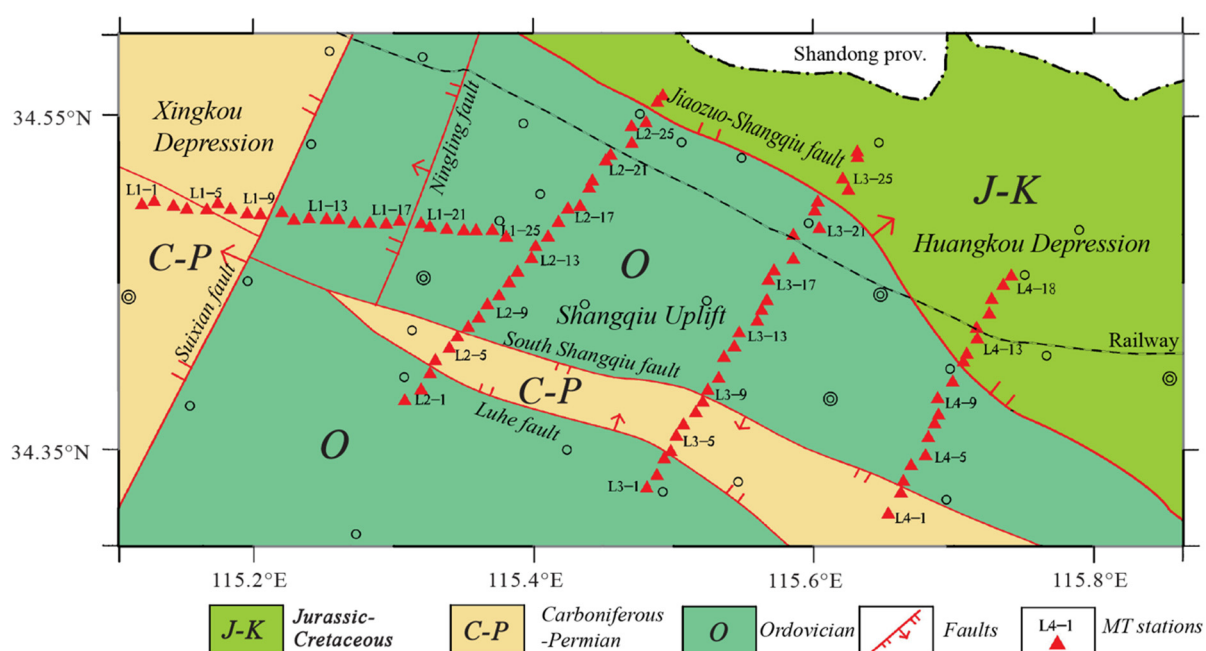 Shandong prov.
Xingkou
Depression
34.55°N
Ningling fault
Jiaozuo-Shangqiu fault
L2–25
L2–21
L3–25
L1–1
L1–5
L1–9
L1–13
L1–17
L1–21
L1–25
L2–17
L2–13
L3–21
J-K
Huangkou Depression
C-P
O
Suixian fault
L3–17
L4–18
L2–9
Shangqiu Uplift
L3–13
L4–13
Railway
L2–5
South Shangqiu fault
C-P
L2–1
L3–9
L4–9
Luhe fault
O
34.35°N
L3–5
L4–5
L3–1
L4–1
115.2°E
115.4°E
115.6°E
115.8°E
J-K
Jurassic-
Cretaceous
C-P
Carboniferous
-Permian
O
Ordovician
Faults
L4–1
MT stations